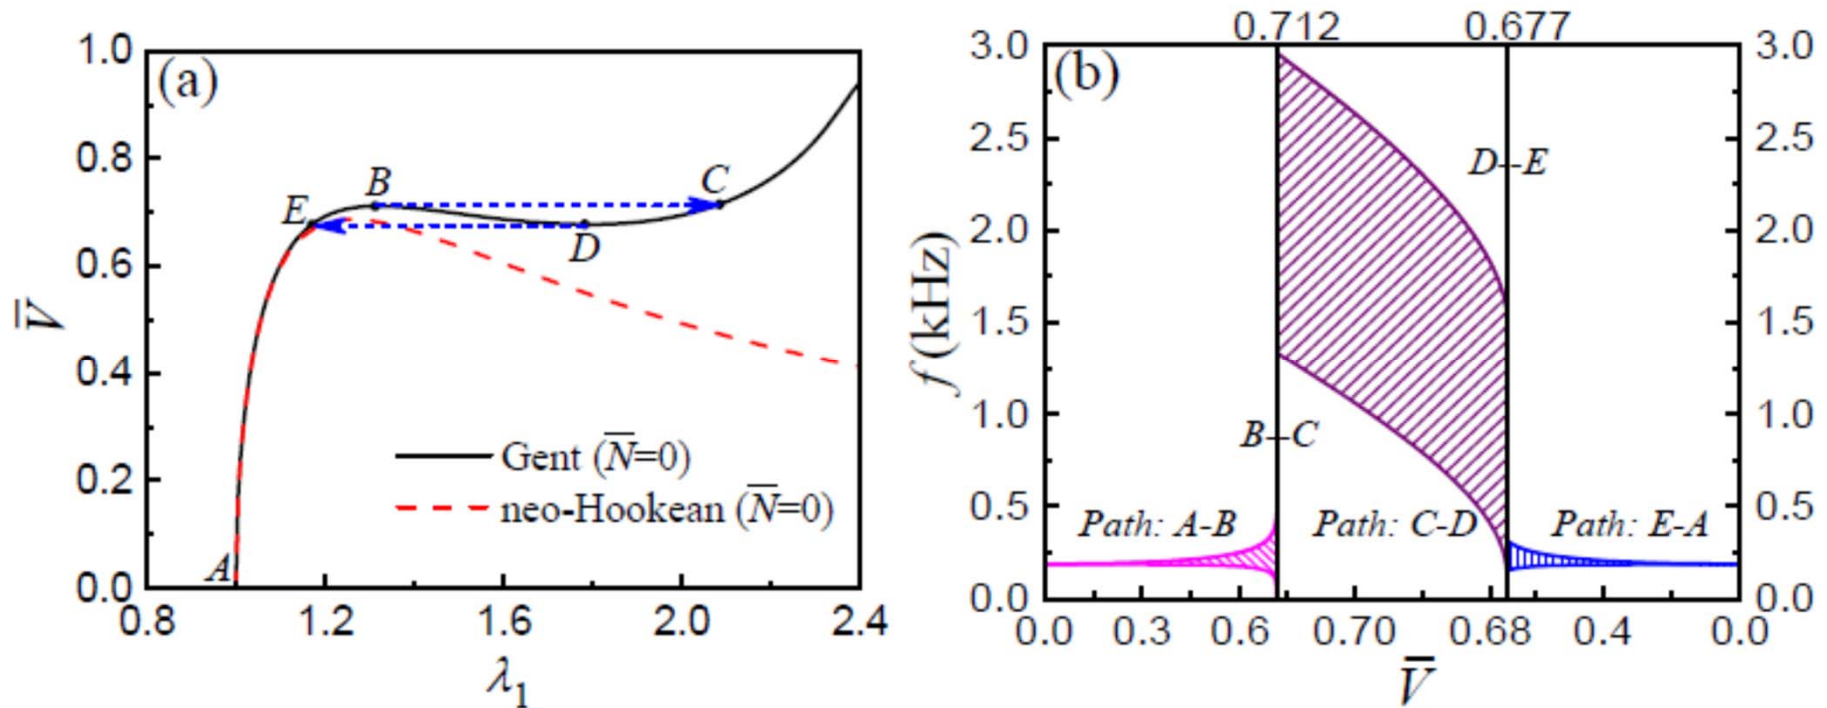 (a)
1.0
0.8
0.6
0.4
0.2
0.0
V̅
A
E
B
C
D
Gent (N̅=0)
neo-Hookean (N̅=0)
0.8 1.2 1.6 2.0 2.4
λ₁
0.712 0.677
(b)
3.0
2.5
2.0
1.5
1.0
0.5
0.0
f (kHz)
D–E
B–C
Path: A-B Path: C-D Path: E-A
3.0
2.5
2.0
1.5
1.0
0.5
0.0
0.0 0.3 0.6 0.70 0.68 0.4 0.0
V̅